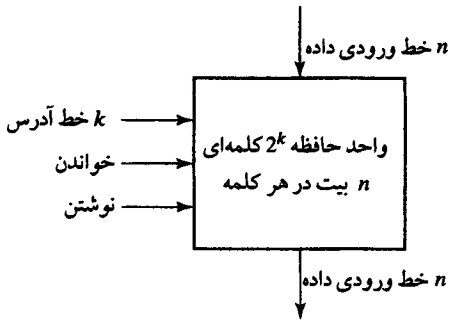 n خط ورودی داده
k خط آدرس
خواندن
نوشتن
واحد حافظه 2^k کلمه‌ای
n بیت در هر کلمه
n خط ورودی داده